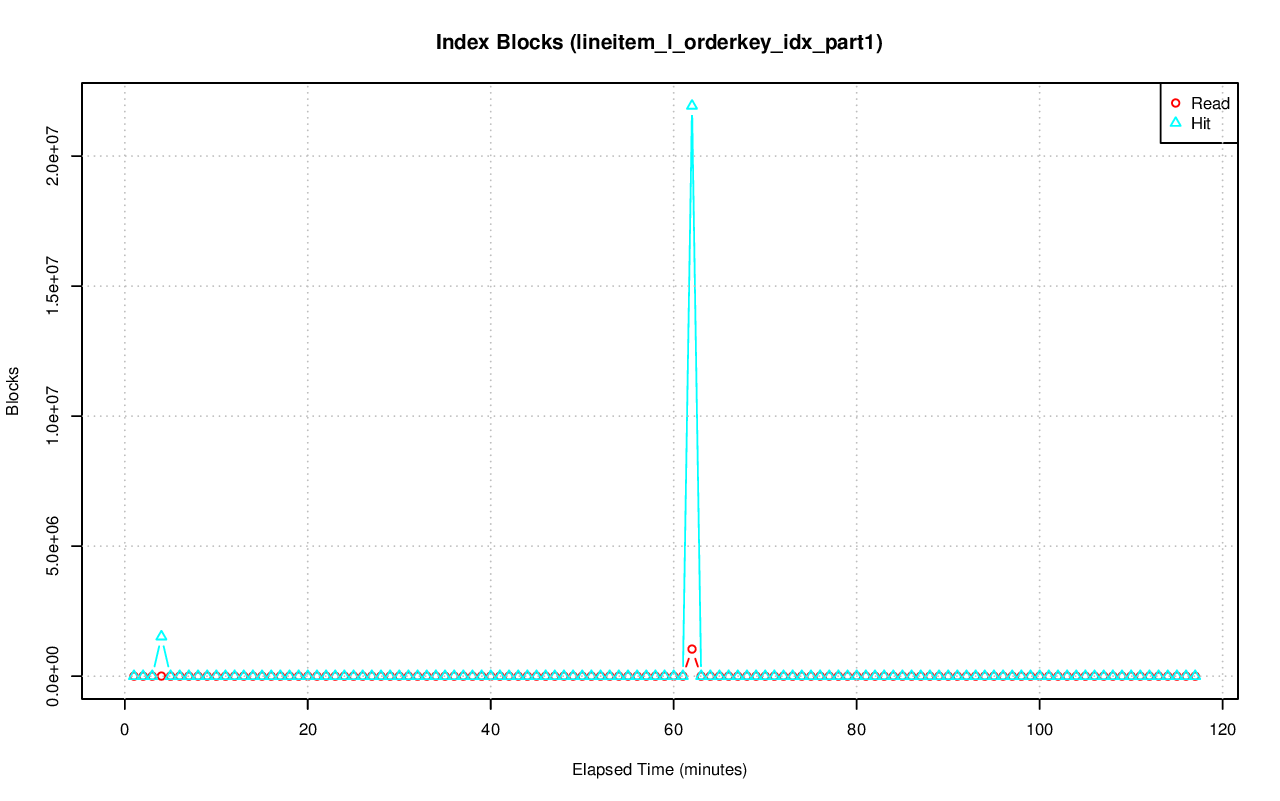 Index Blocks (lineitem_l_orderkey_idx_part1)
Read
Hit
2.0e+07
1.5e+07
1.0e+07
5.0e+06
0.0e+00
Blocks
0 20 40 60 80 100 120
Elapsed Time (minutes)